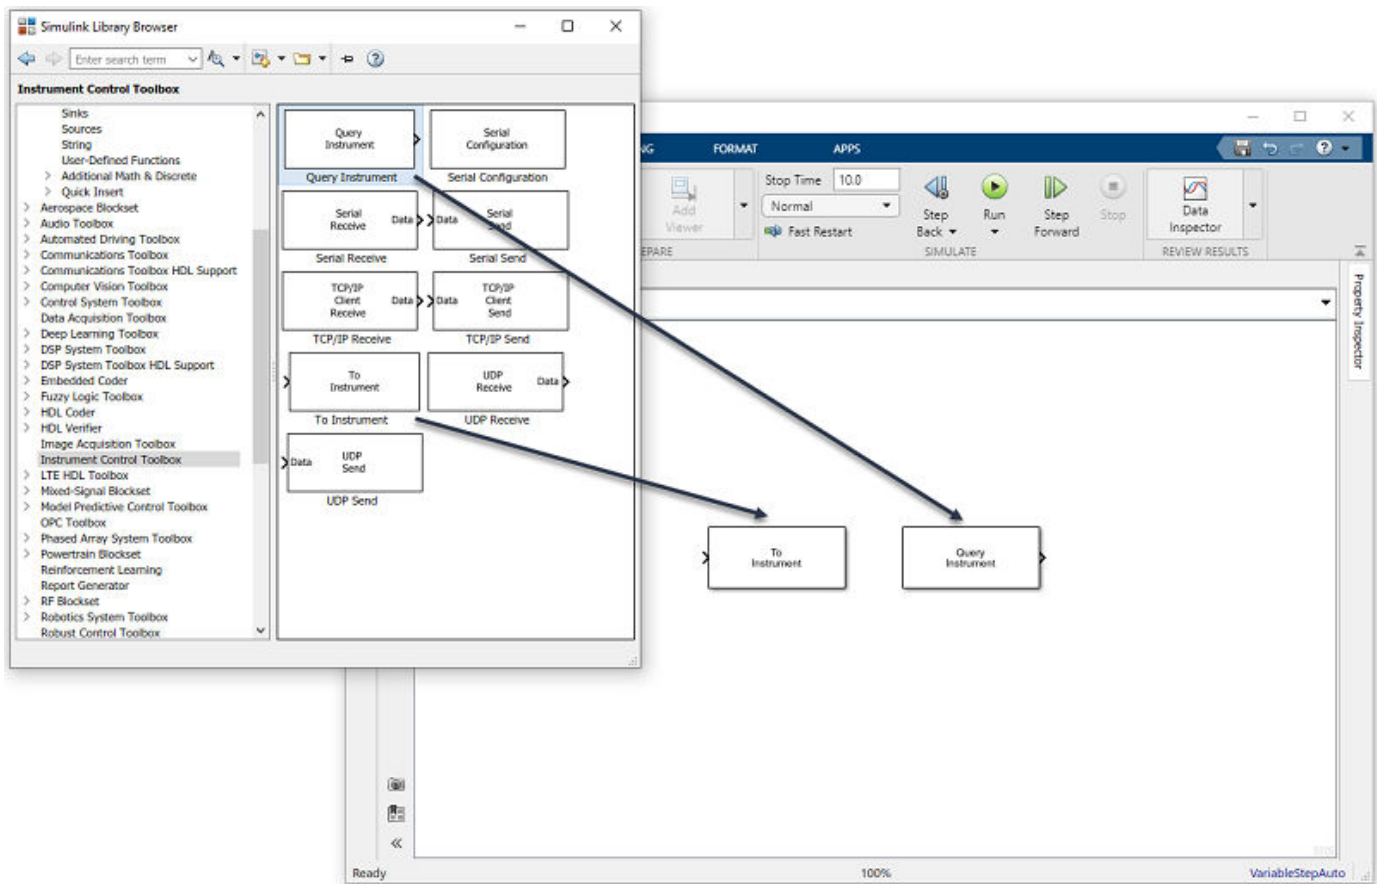 Simulink Library Browser
Enter search term
Instrument Control Toolbox
Sinks
Sources
String
User-Defined Functions
Additional Math & Discrete
Quick Insert
Aerospace Blockset
Audio Toolbox
Automated Driving Toolbox
Communications Toolbox
Communications Toolbox HDL Support
Computer Vision Toolbox
Control System Toolbox
Data Acquisition Toolbox
Deep Learning Toolbox
DSP System Toolbox
DSP System Toolbox HDL Support
Embedded Coder
Fuzzy Logic Toolbox
HDL Coder
HDL Verifier
Image Acquisition Toolbox
Instrument Control Toolbox
LTE HDL Toolbox
Mixed-Signal Blockset
Model Predictive Control Toolbox
OPC Toolbox
Phased Array System Toolbox
Powertrain Blockset
Reinforcement Learning
Report Generator
RF Blockset
Robotics System Toolbox
Robust Control Toolbox
Query
Instrument
Query Instrument
Serial
Configuration
Serial Configuration
Serial
Receive
Data
Serial Receive
Data
Serial
Send
Serial Send
TCP/IP
Client
Receive
Data
TCP/IP Receive
Data
TCP/IP
Client
Send
TCP/IP Send
To
Instrument
To Instrument
UDP
Receive
Data
UDP Receive
Data
UDP
Send
UDP Send
NG
FORMAT
APPS
Add
Viewer
EPARE
Stop Time 10.0
Normal
Fast Restart
Step
Back
Run
Step
Forward
Stop
SIMULATE
Data
Inspector
REVIEW RESULTS
Property Inspector
To
Instrument
Query
Instrument
Ready
100%
VariableStepAuto